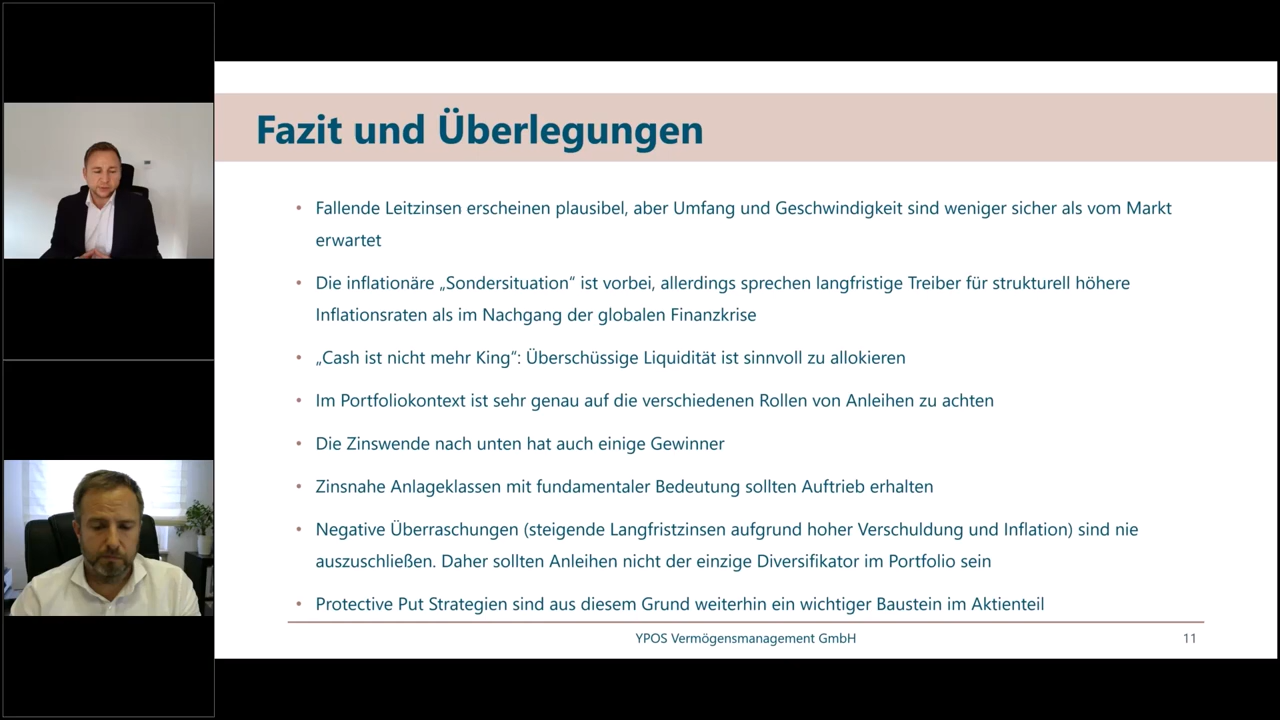 Fazit und Überlegungen
• Fallende Leitzinsen erscheinen plausibel, aber Umfang und Geschwindigkeit sind weniger sicher als vom Markt
erwartet
• Die inflationäre „Sondersituation“ ist vorbei, allerdings sprechen langfristige Treiber für strukturell höhere
Inflationsraten als im Nachgang der globalen Finanzkrise
• „Cash ist nicht mehr King“: Überschüssige Liquidität ist sinnvoll zu allokieren
• Im Portfoliokontext ist sehr genau auf die verschiedenen Rollen von Anleihen zu achten
• Die Zinswende nach unten hat auch einige Gewinner
• Zinsnahe Anlageklassen mit fundamentaler Bedeutung sollten Auftrieb erhalten
• Negative Überraschungen (steigende Langfristzinsen aufgrund hoher Verschuldung und Inflation) sind nie
auszuschließen. Daher sollten Anleihen nicht der einzige Diversifikator im Portfolio sein
• Protective Put Strategien sind aus diesem Grund weiterhin ein wichtiger Baustein im Aktienteil
YPOS Vermögensmanagement GmbH
11